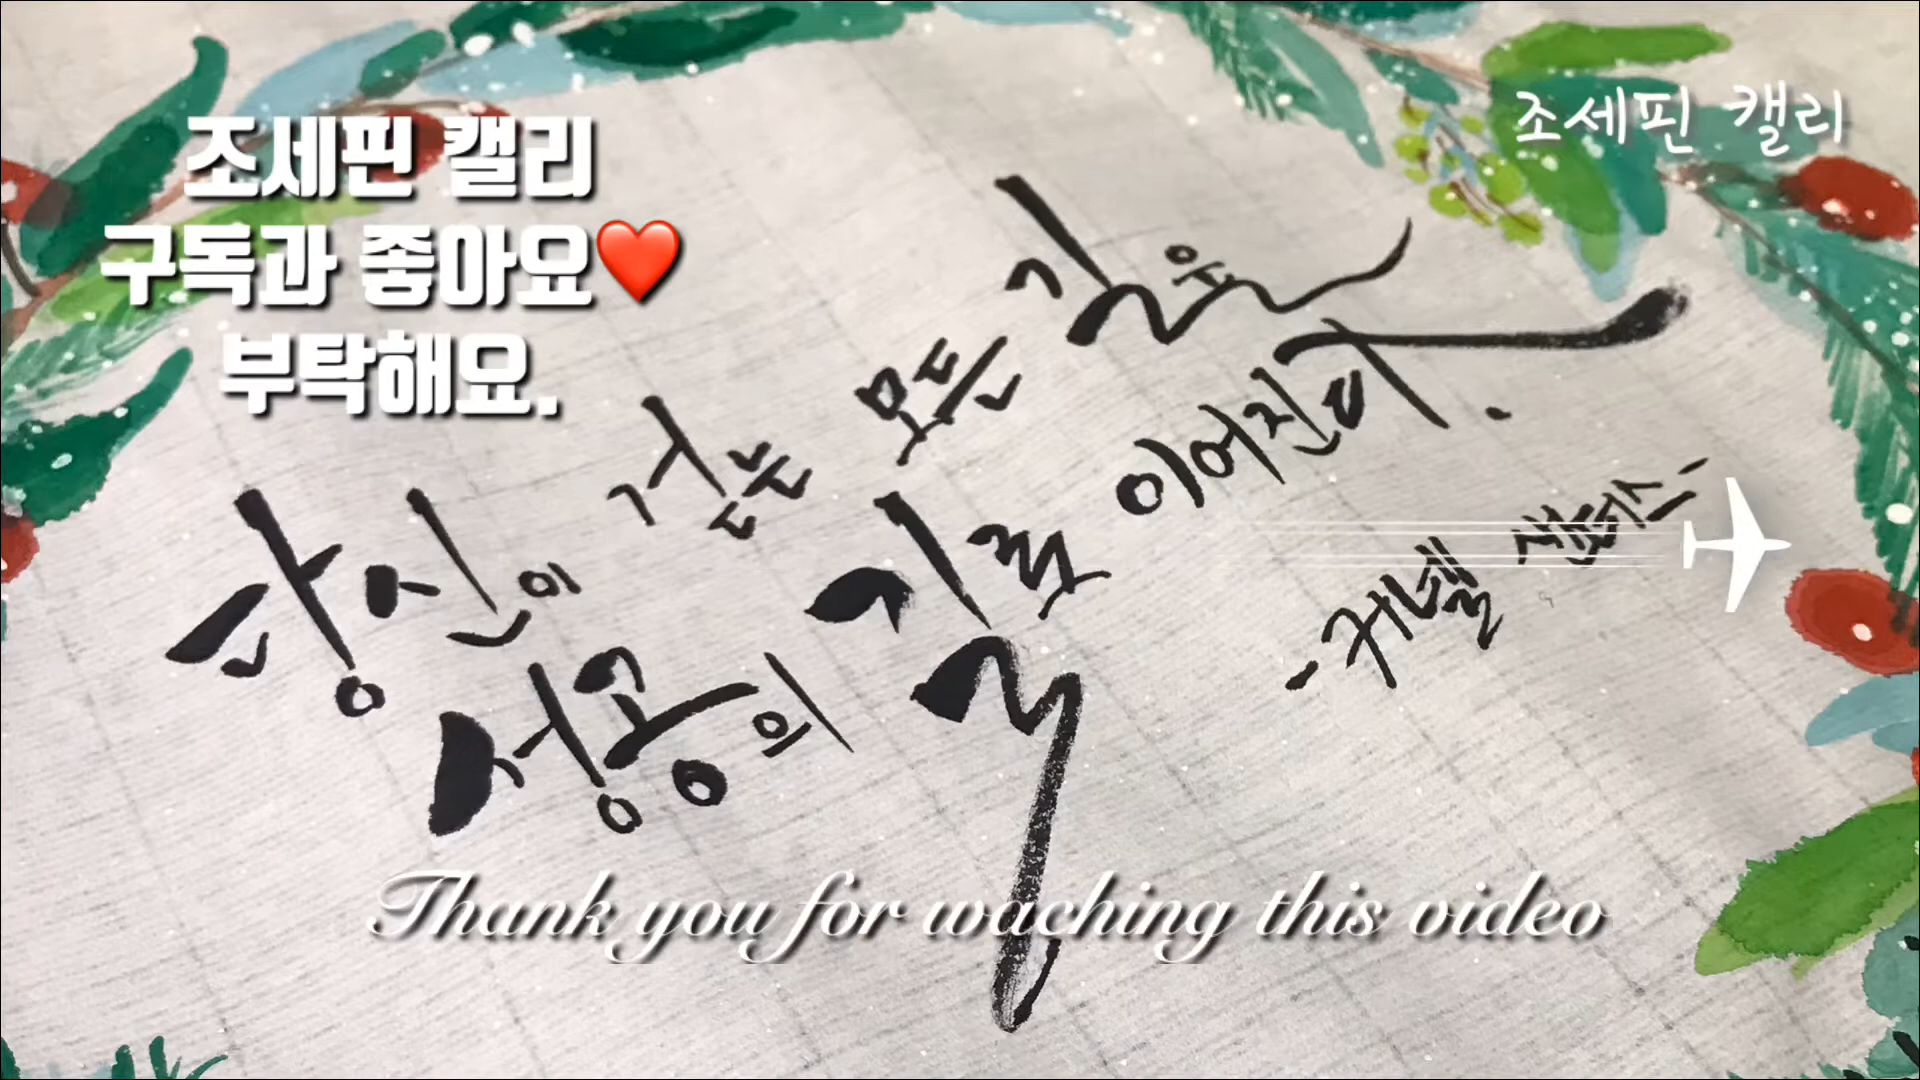 조세핀 캘리
구독과 좋아요❤️
부탁해요.
조세핀 캘리
당신이 걷는 모든 길은
성공의 길로 이어진다.
-커넬 샌더스-
Thank you for waching this video